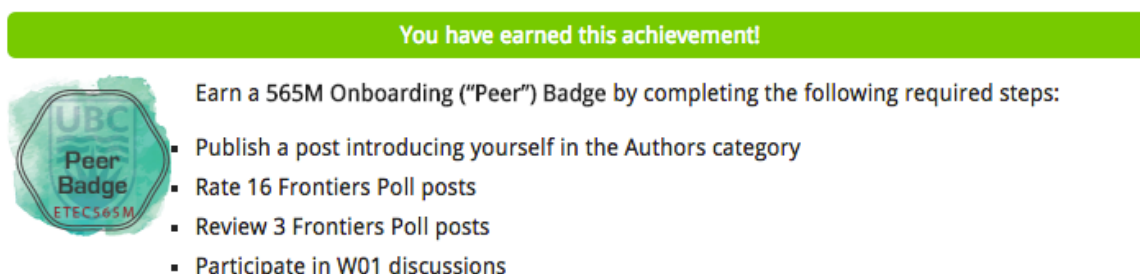 You have earned this achievement!
Earn a 565M Onboarding (“Peer”) Badge by completing the following required steps:
UBC
Peer
Badge
ETEC565M
▪ Publish a post introducing yourself in the Authors category
▪ Rate 16 Frontiers Poll posts
▪ Review 3 Frontiers Poll posts
▪ Participate in W01 discussions